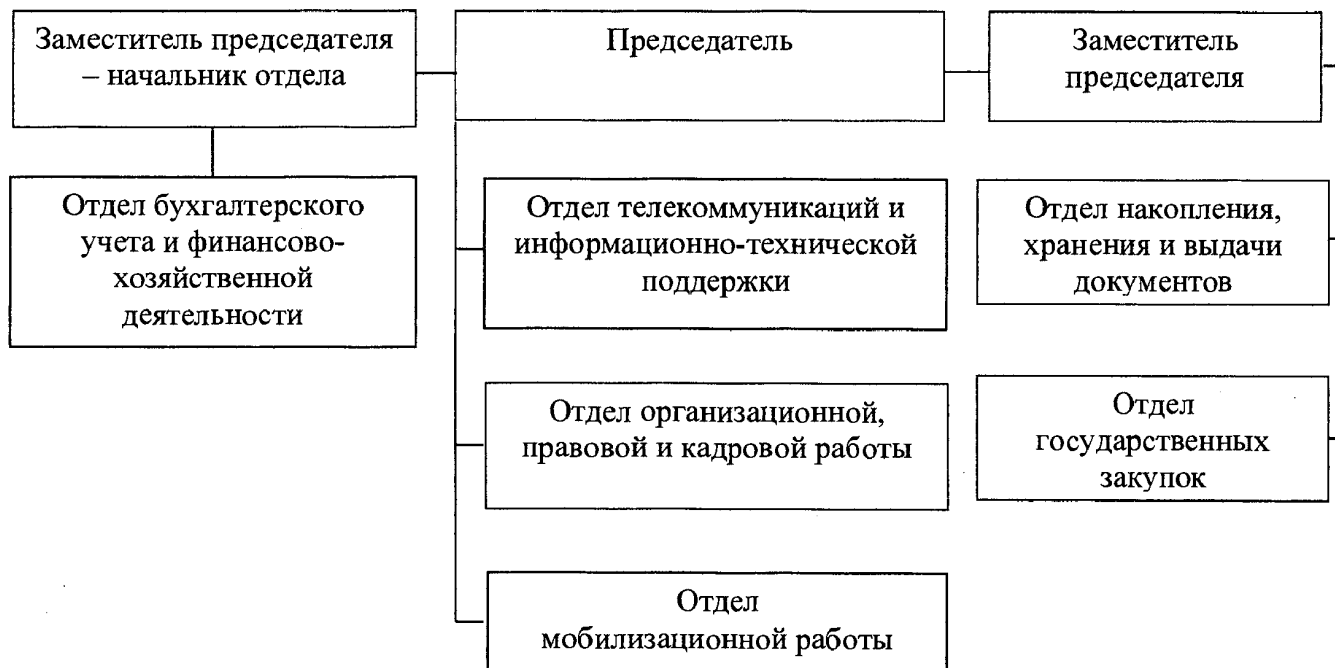 Заместитель председателя
– начальник отдела
Председатель
Заместитель
председателя
Отдел бухгалтерского
учета и финансово-
хозяйственной
деятельности
Отдел телекоммуникаций и
информационно-технической
поддержки
Отдел накопления,
хранения и выдачи
документов
Отдел организационной,
правовой и кадровой работы
Отдел
государственных
закупок
Отдел
мобилизационной работы